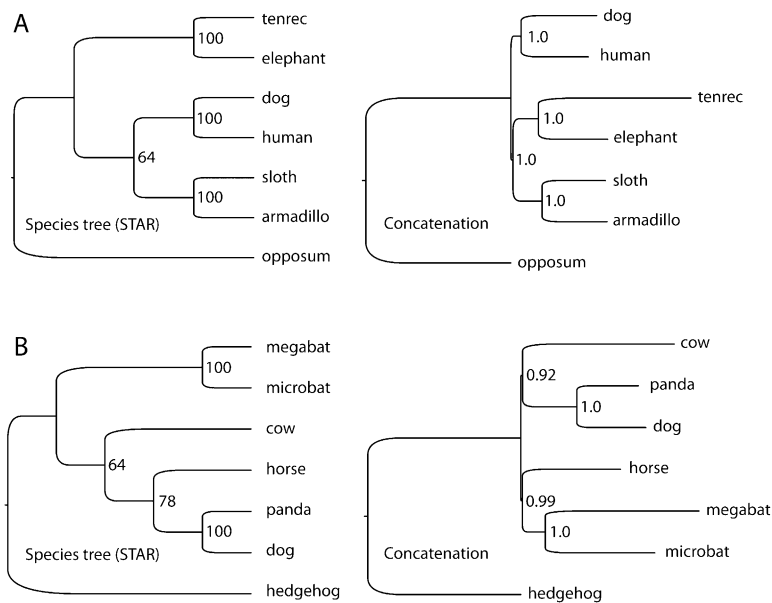 A
tenrec
100
elephant
dog
100
human
64
sloth
100
armadillo
Species tree (STAR)
opposum
dog
1.0
human
tenrec
1.0
elephant
1.0
sloth
1.0
armadillo
Concatenation
opposum
B
megabat
100
microbat
cow
64
horse
78
panda
100
dog
Species tree (STAR)
hedgehog
cow
0.92
panda
1.0
dog
horse
0.99
megabat
1.0
microbat
Concatenation
hedgehog